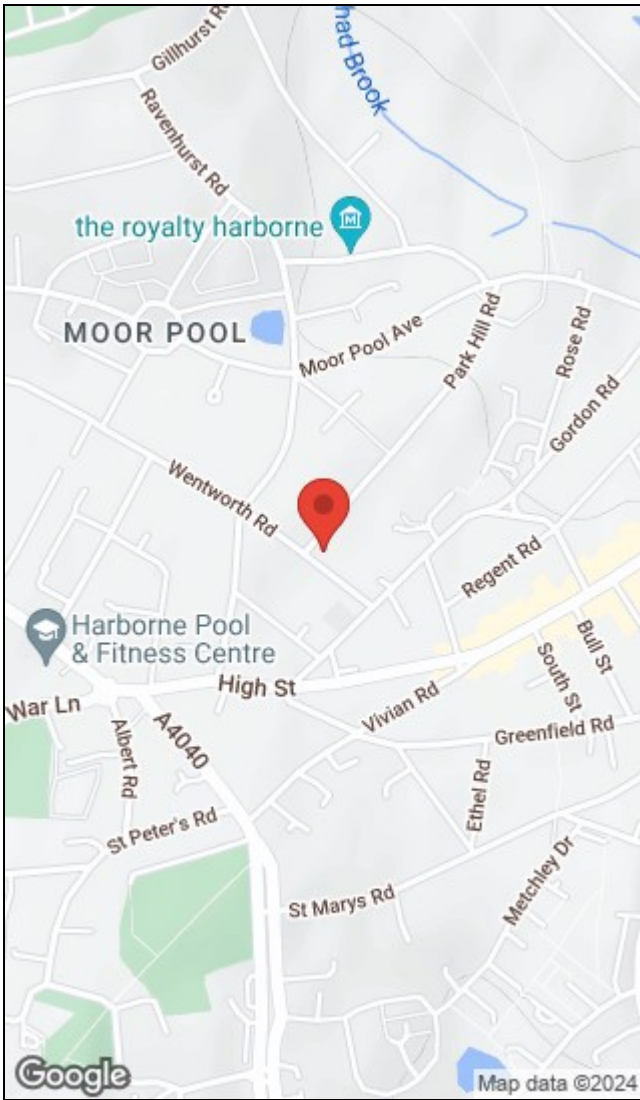 Gillhurst Rd
had Brook
Ravenhurst Rd
the royalty harborne
MOOR POOL
Moor Pool Ave
Park Hill Rd
Rose Rd
Gordon Rd
Wentworth Rd
Regent Rd
Harborne Pool
& Fitness Centre
High St
War Ln
Bull St
South St
Vivian Rd
Greenfield Rd
Albert Rd
A4040
Ethel Rd
St Peter's Rd
Metchley Dr
St Marys Rd
Google
Map data ©2024